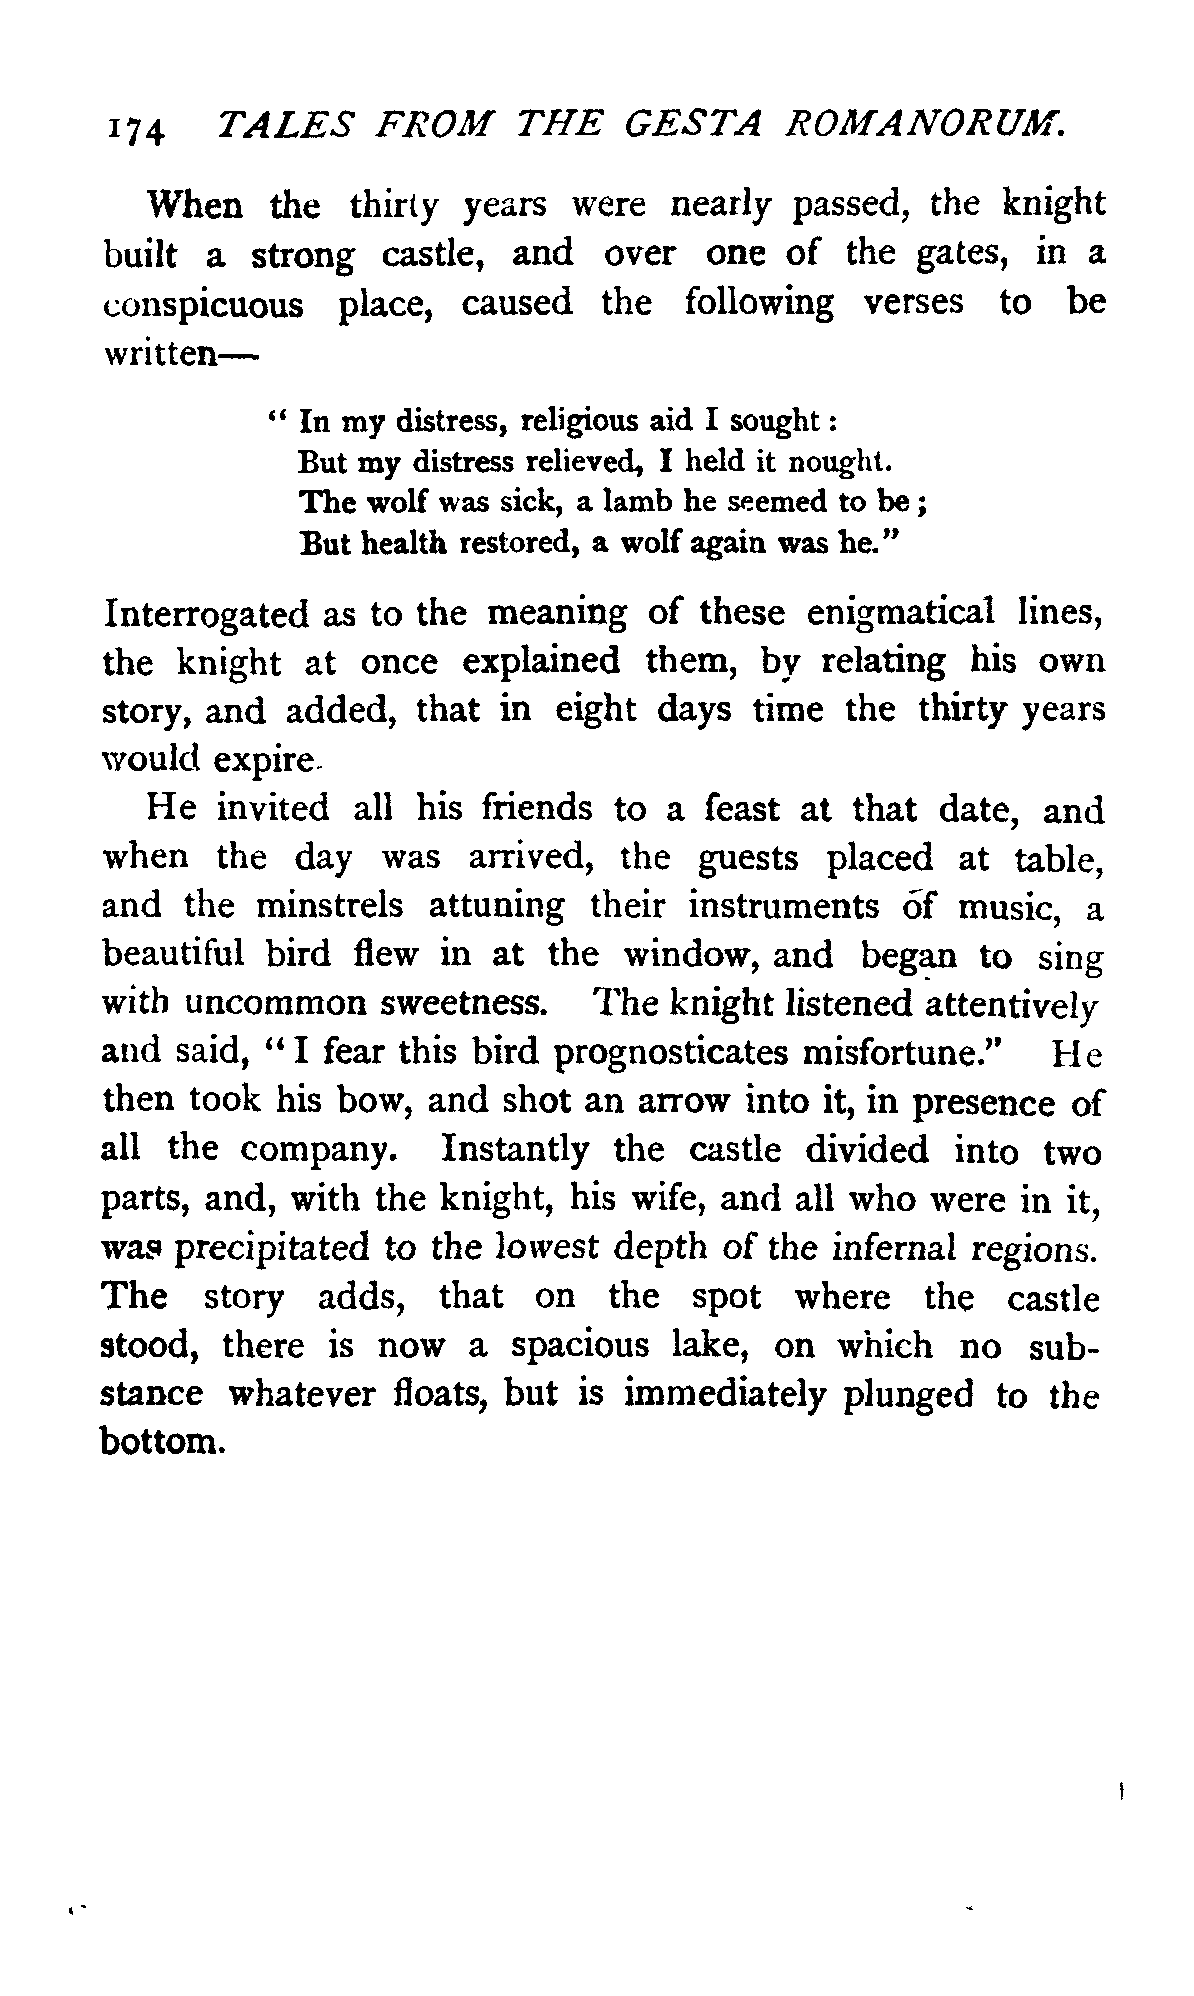 174 TALES FROM THE GESTA ROMANORUM.
When the thirty years were nearly passed, the knight
built a strong castle, and over one of the gates, in a
conspicuous place, caused the following verses to be
written—
“ In my distress, religious aid I sought :
But my distress relieved, I held it nought.
The wolf was sick, a lamb he seemed to be ;
But health restored, a wolf again was he.”
Interrogated as to the meaning of these enigmatical lines,
the knight at once explained them, by relating his own
story, and added, that in eight days time the thirty years
would expire.
He invited all his friends to a feast at that date, and
when the day was arrived, the guests placed at table,
and the minstrels attuning their instruments of music, a
beautiful bird flew in at the window, and began to sing
with uncommon sweetness. The knight listened attentively
and said, “ I fear this bird prognosticates misfortune.” He
then took his bow, and shot an arrow into it, in presence of
all the company. Instantly the castle divided into two
parts, and, with the knight, his wife, and all who were in it,
was precipitated to the lowest depth of the infernal regions.
The story adds, that on the spot where the castle
stood, there is now a spacious lake, on which no sub-
stance whatever floats, but is immediately plunged to the
bottom.